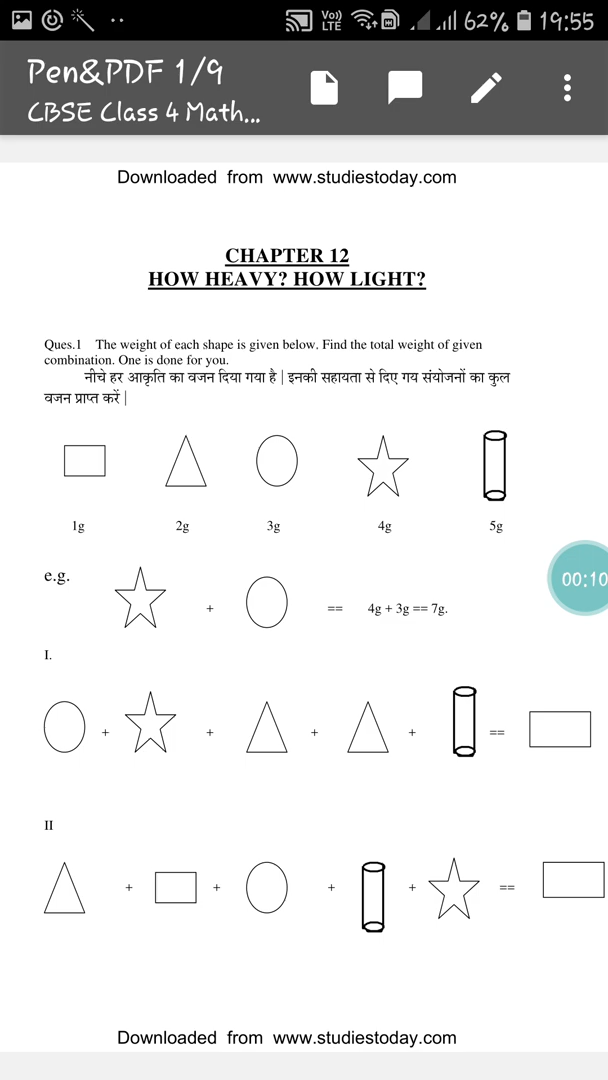 Vo))
LTE
62%
19:55
Pen&PDF 1/9
CBSE Class 4 Math...
Downloaded from www.studiestoday.com
CHAPTER 12
HOW HEAVY? HOW LIGHT?
Ques.1 The weight of each shape is given below. Find the total weight of given
combination. One is done for you.
नीचे हर आकृति का वजन दिया गया है | इनकी सहायता से दिए गय संयोजनों का कुल
वजन प्राप्त करें |
1g 2g 3g 4g 5g
00:10
e.g. + == 4g + 3g == 7g.
I.
+ + + + ==
II
+ + + + ==
Downloaded from www.studiestoday.com